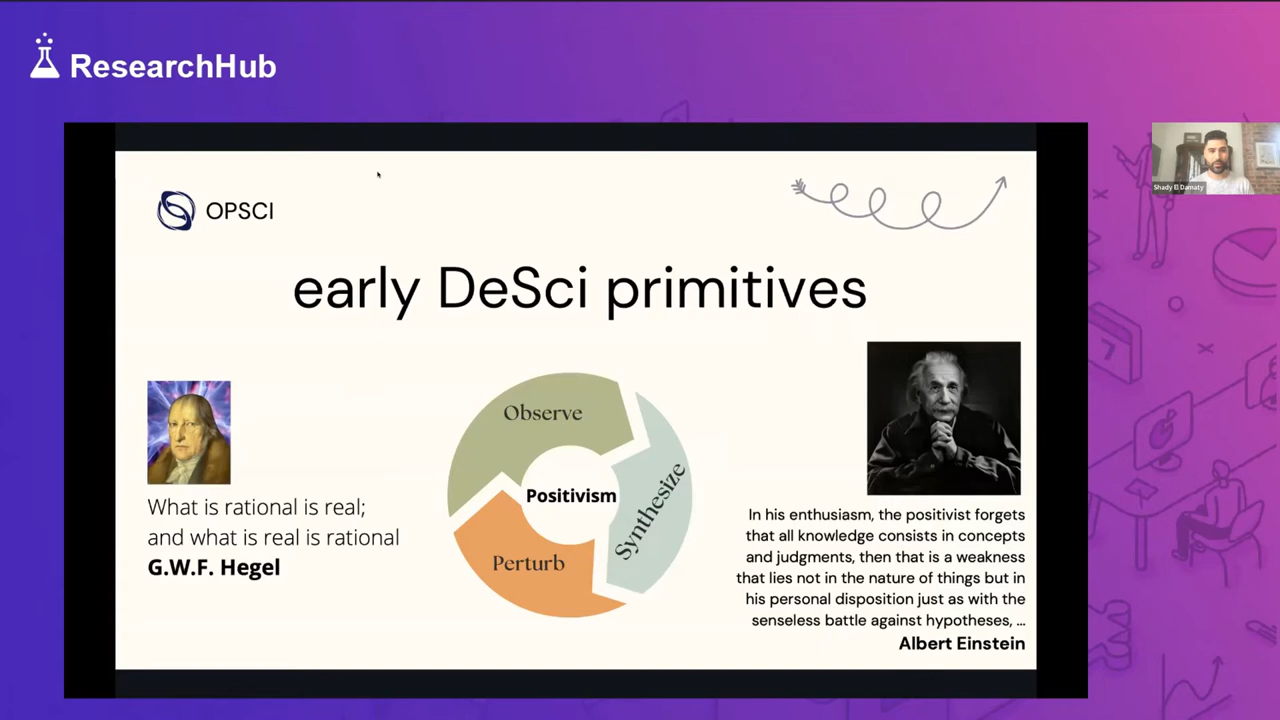 ResearchHub
Shady El Damaty
OPSCI
early DeSci primitives
Observe
Synthesize
Perturb
Positivism
What is rational is real;
and what is real is rational
G.W.F. Hegel
In his enthusiasm, the positivist forgets
that all knowledge consists in concepts
and judgments, then that is a weakness
that lies not in the nature of things but in
his personal disposition just as with the
senseless battle against hypotheses, ...
Albert Einstein
7